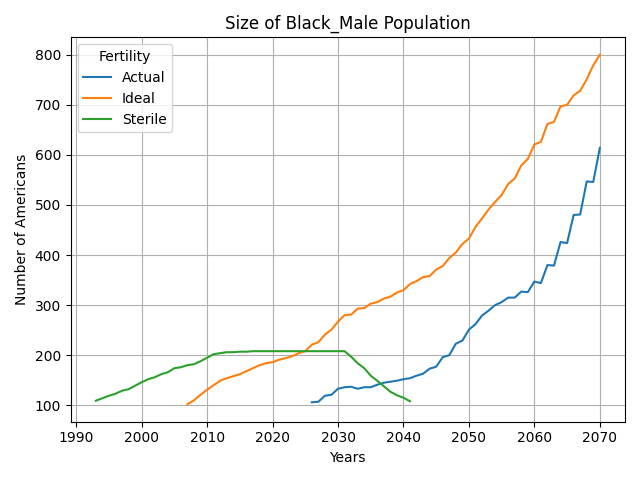 Size of Black_Male Population
Fertility
Actual
Ideal
Sterile
Number of Americans
800
700
600
500
400
300
200
100
1990 2000 2010 2020 2030 2040 2050 2060 2070
Years